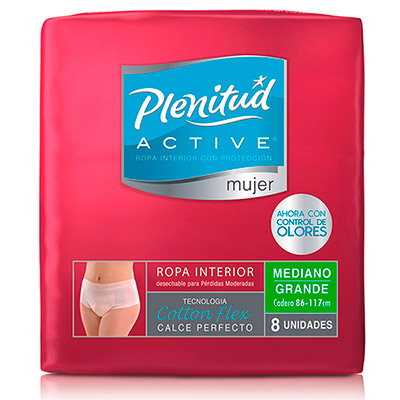 Plenitud
ACTIVE®
ROPA INTERIOR CON PROTECCIÓN
mujer
AHORA CON
CONTROL DE
OLORES
ROPA INTERIOR
desechable para Pérdidas Moderadas
TECNOLOGIA
Cotton Flex
CALCE PERFECTO
MEDIANO
GRANDE
Cadera 86-117cm
8 UNIDADES